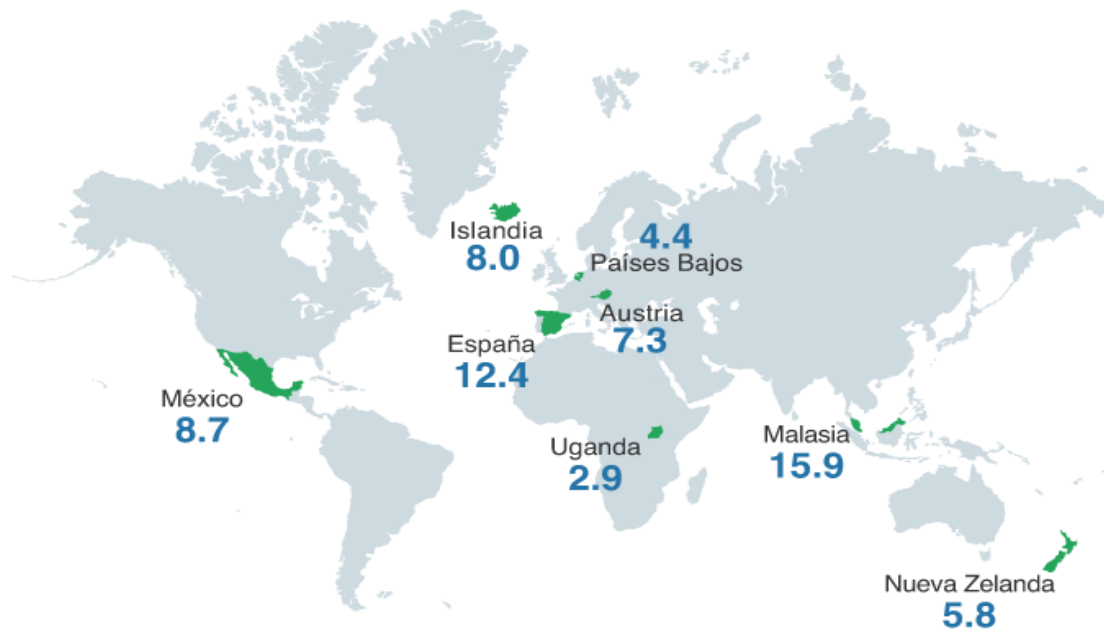 Islandia
8.0
4.4
Países Bajos
Austria
7.3
España
12.4
México
8.7
Uganda
2.9
Malasia
15.9
Nueva Zelanda
5.8